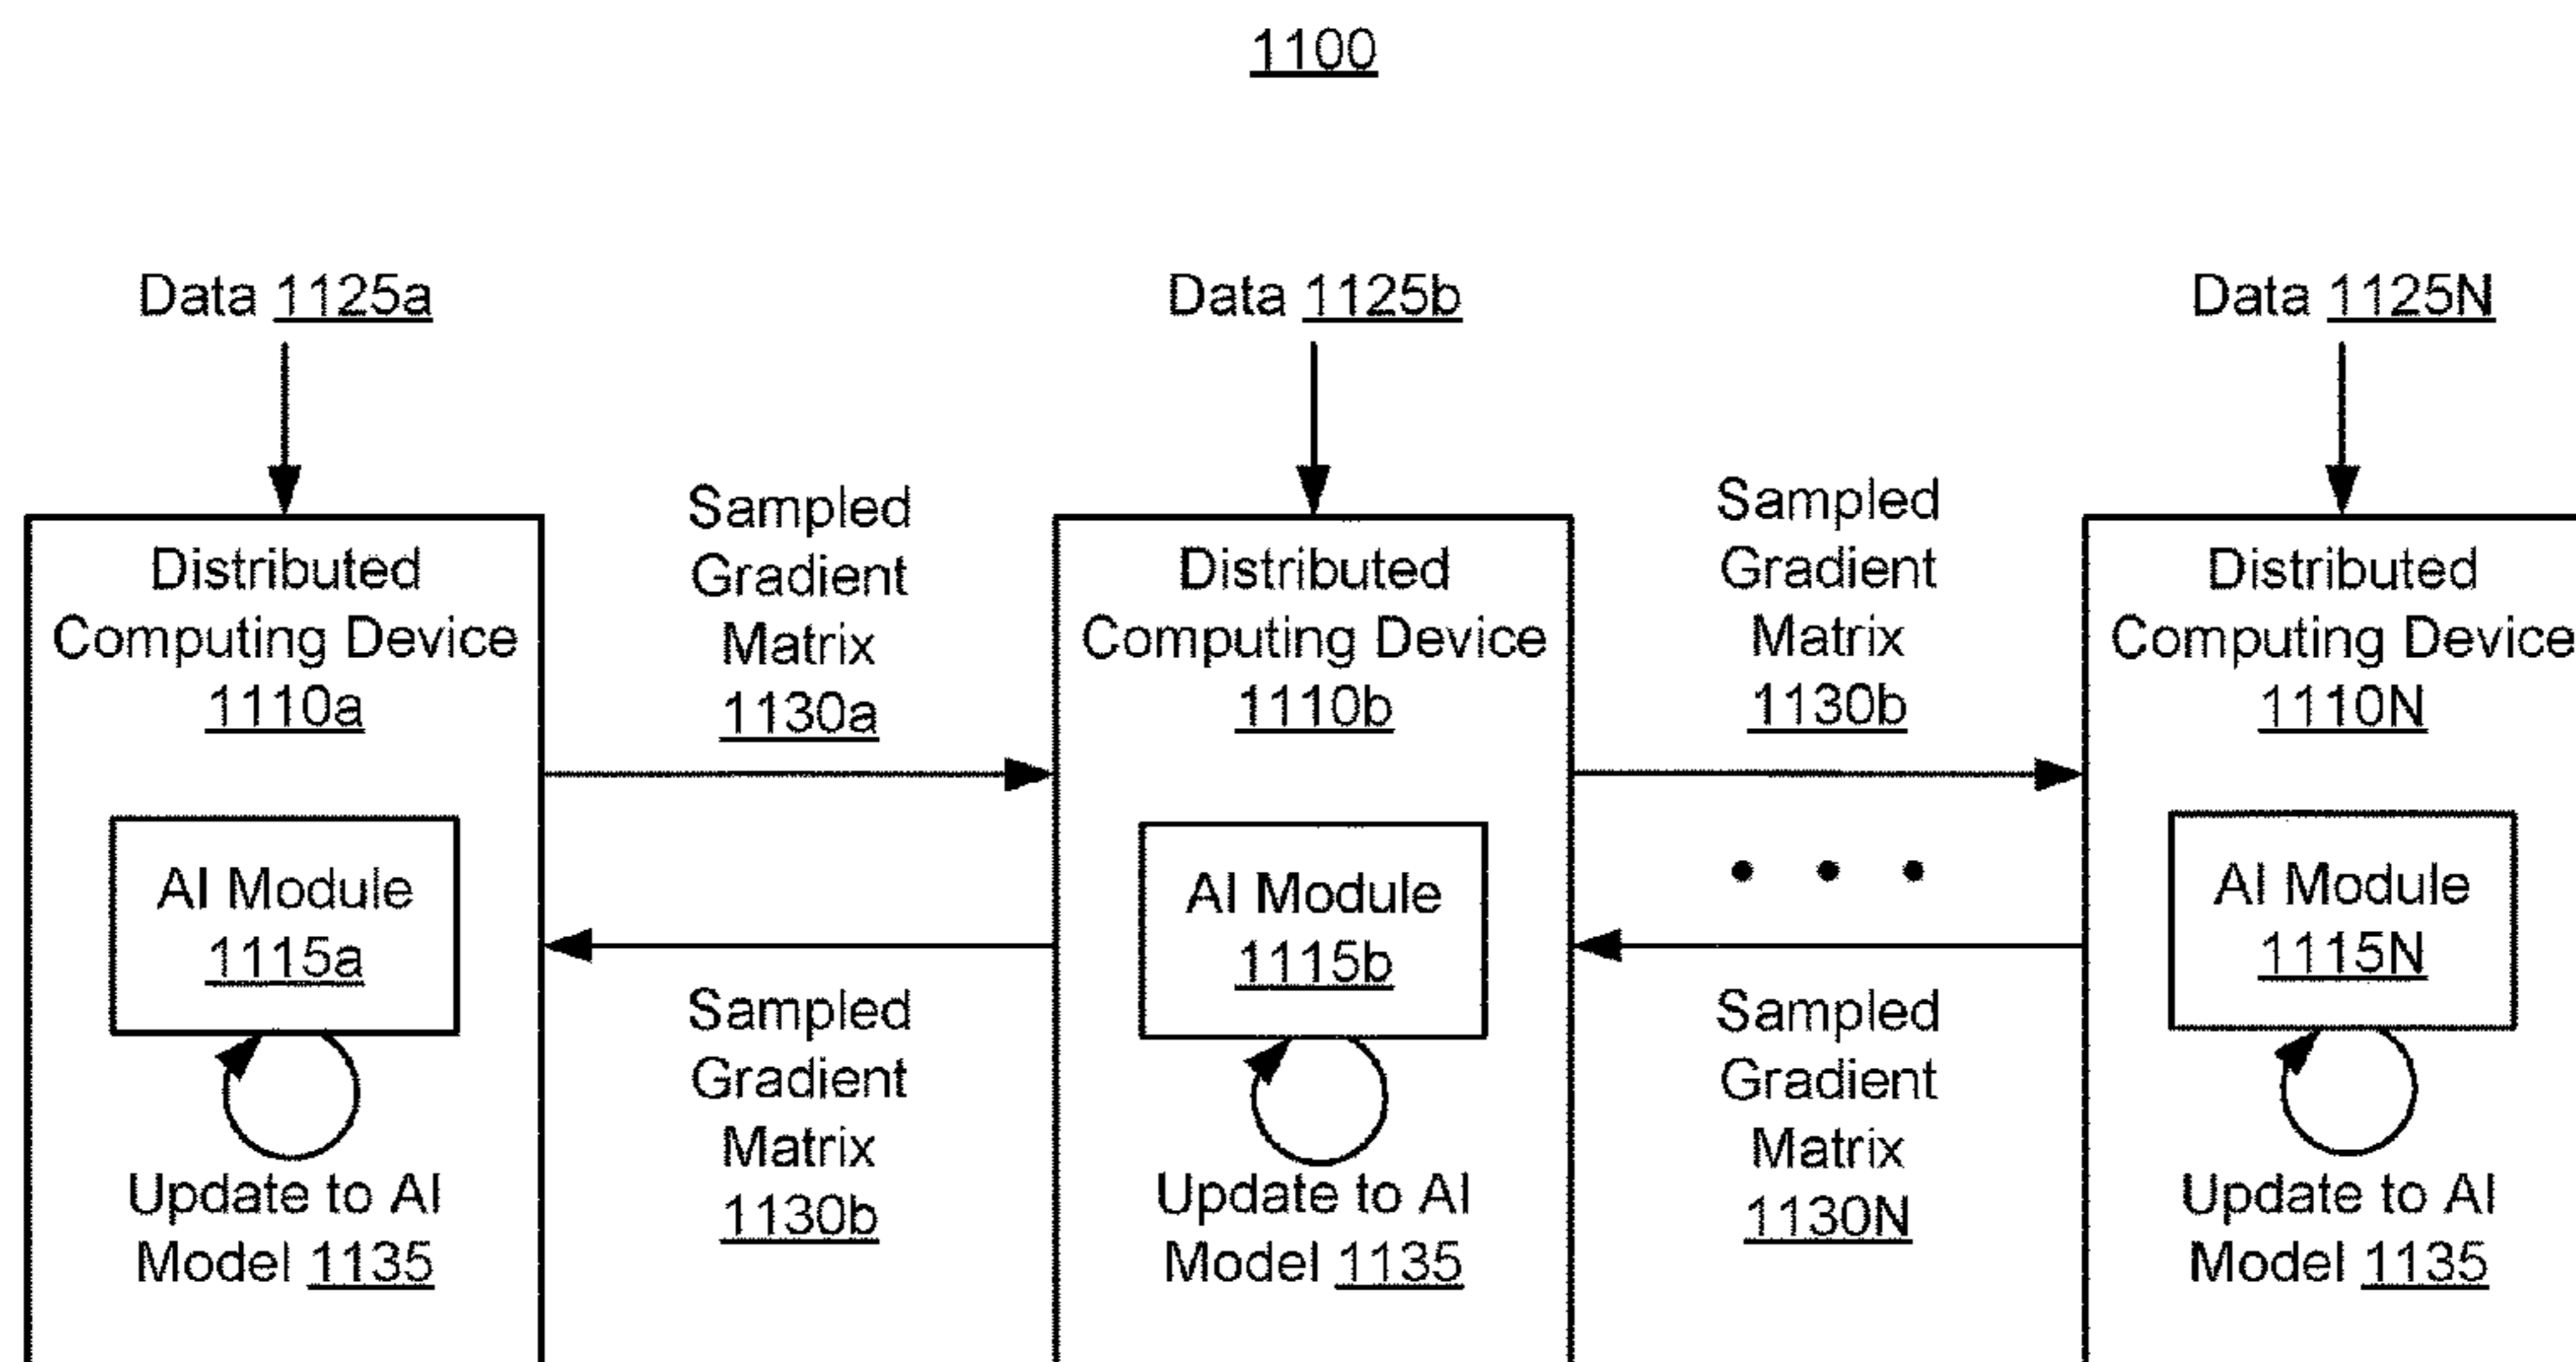 1100
Data 1125a
Data 1125b
Data 1125N
Distributed
Computing Device
1110a
AI Module
1115a
Update to AI
Model 1135
Sampled
Gradient
Matrix
1130a
Sampled
Gradient
Matrix
1130b
Distributed
Computing Device
1110b
AI Module
1115b
Update to AI
Model 1135
Sampled
Gradient
Matrix
1130b
Sampled
Gradient
Matrix
1130N
Distributed
Computing Device
1110N
AI Module
1115N
Update to AI
Model 1135